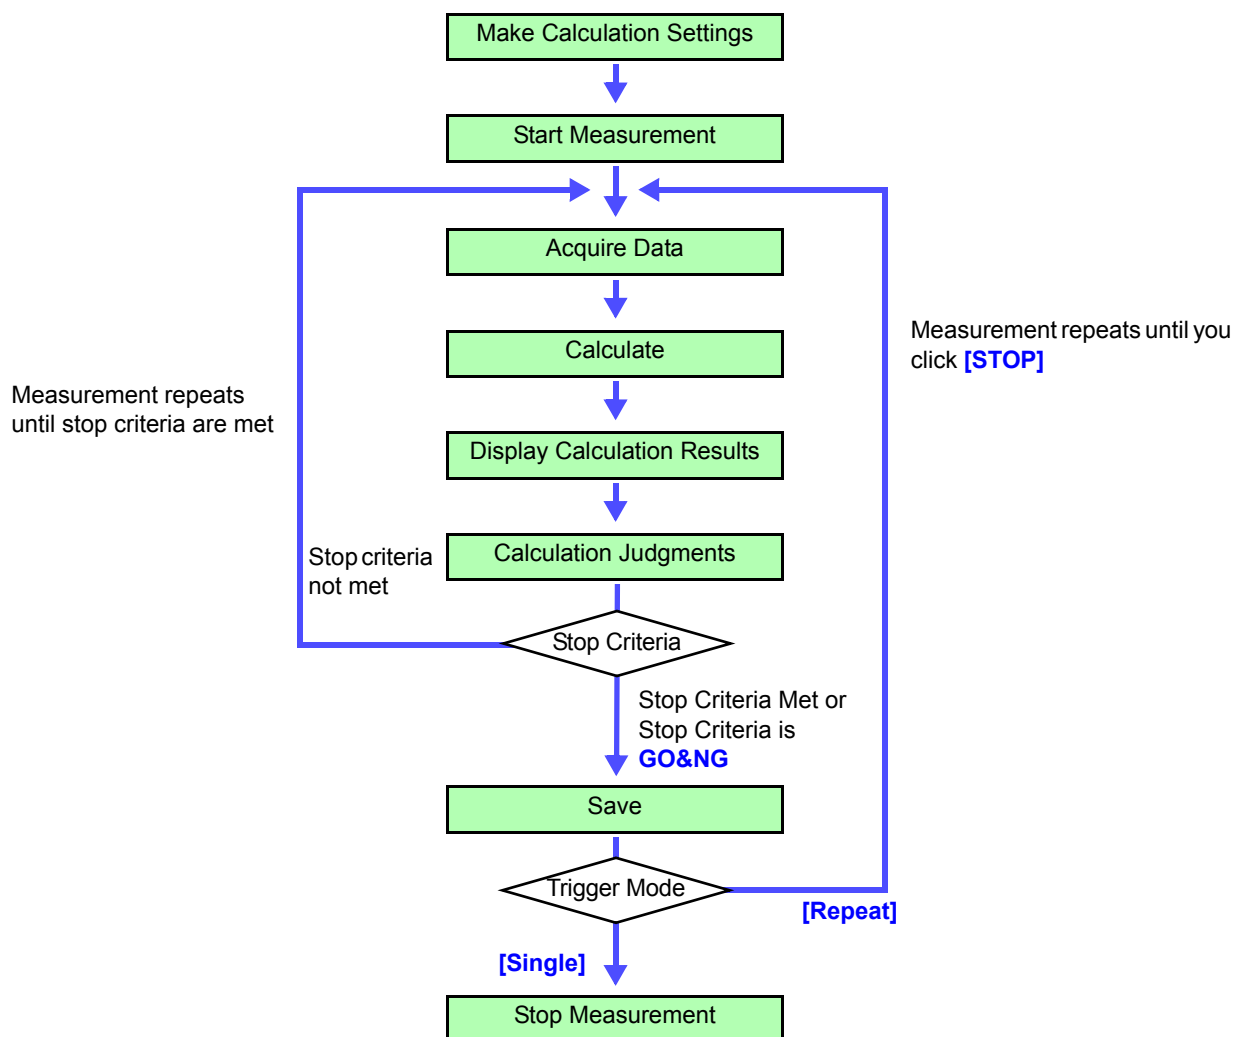 Make Calculation Settings
Start Measurement
Acquire Data
Measurement repeats until you
click [STOP]
Calculate
Measurement repeats
until stop criteria are met
Display Calculation Results
Calculation Judgments
Stop criteria
not met
Stop Criteria
Stop Criteria Met or
Stop Criteria is
GO&NG
Save
Trigger Mode
[Repeat]
[Single]
Stop Measurement